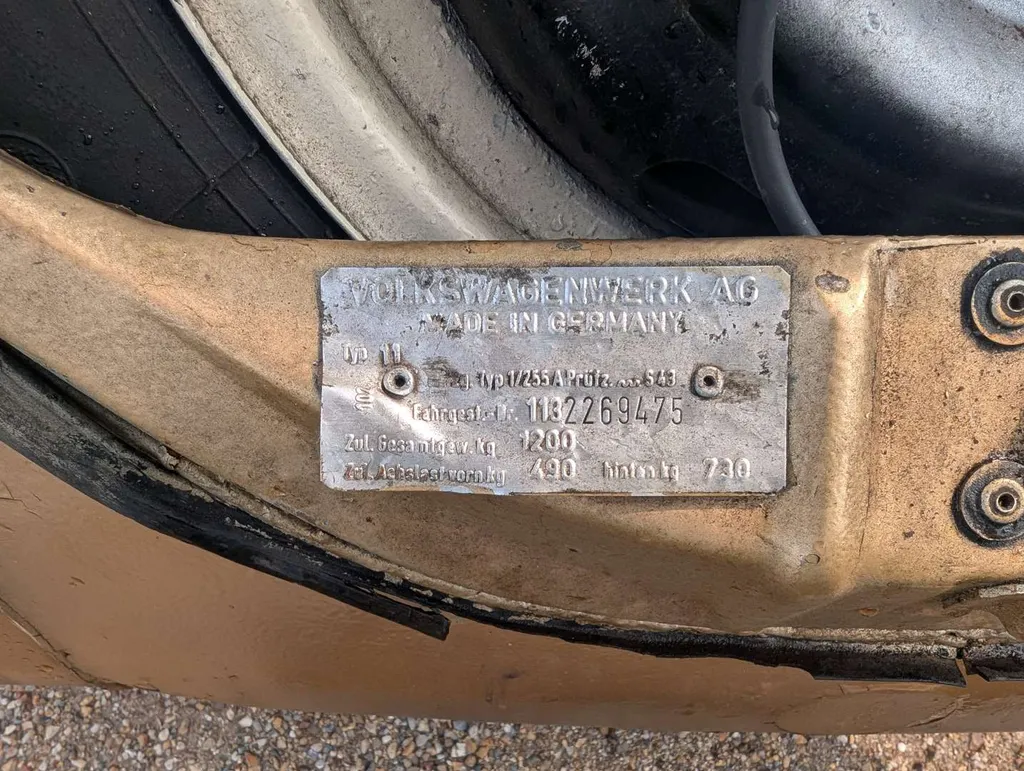 VOLKSWAGENWERK AG
MADE IN GERMANY
Typ 11
Typ 1/255 A Prüfz. S43
Fahrgest.-Nr. 1132269475
Zul. Gesamtgew. kg 1200
Zul. Achslast vorn kg 490 hinten kg 730